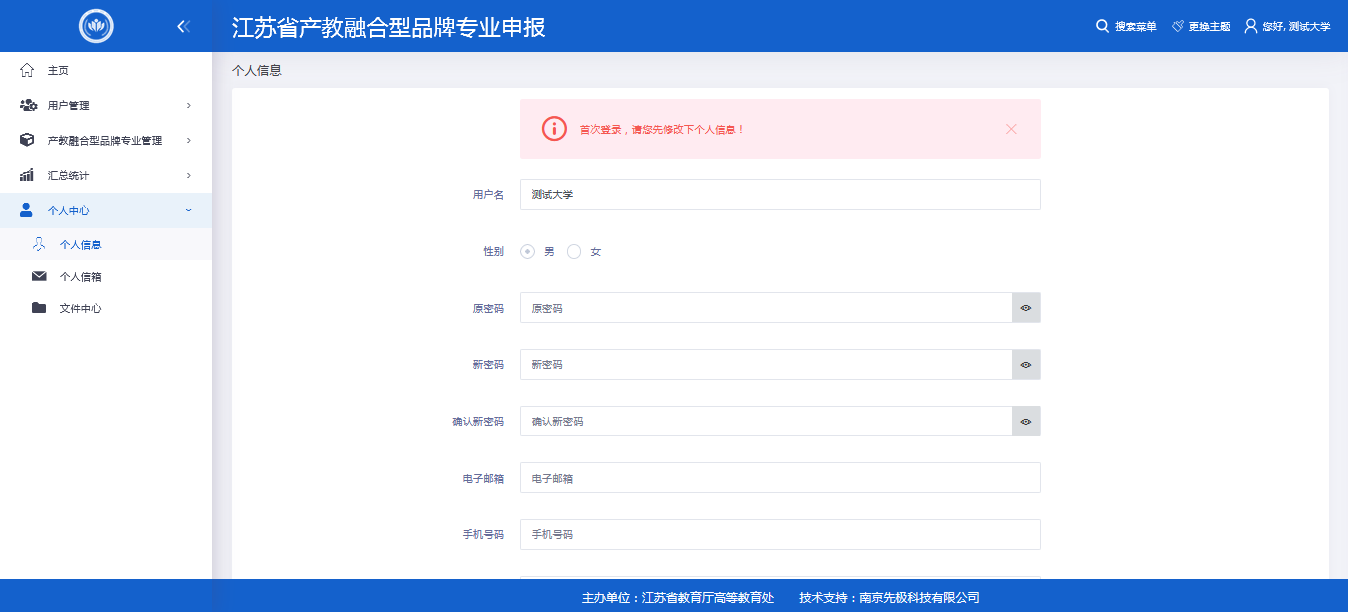 江苏省产教融合型品牌专业申报
搜索菜单 更换主题 您好, 测试大学
主页
用户管理
产教融合型品牌专业管理
汇总统计
个人中心
个人信息
个人信箱
文件中心
个人信息
首次登录，请您先修改下个人信息！
用户名 测试大学
性别 男 女
原密码 原密码
新密码 新密码
确认新密码 确认新密码
电子邮箱 电子邮箱
手机号码 手机号码
主办单位：江苏省教育厅高等教育处 技术支持：南京先极科技有限公司